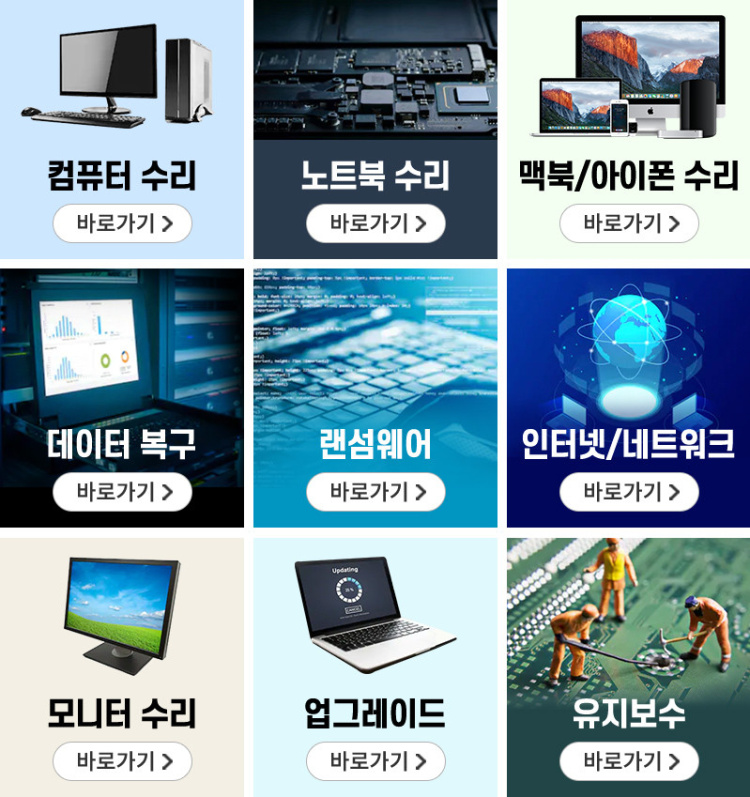 컴퓨터 수리
바로가기 >
노트북 수리
바로가기 >
맥북/아이폰 수리
바로가기 >
데이터 복구
바로가기 >
랜섬웨어
바로가기 >
인터넷/네트워크
바로가기 >
모니터 수리
바로가기 >
Updating
업그레이드
바로가기 >
유지보수
바로가기 >